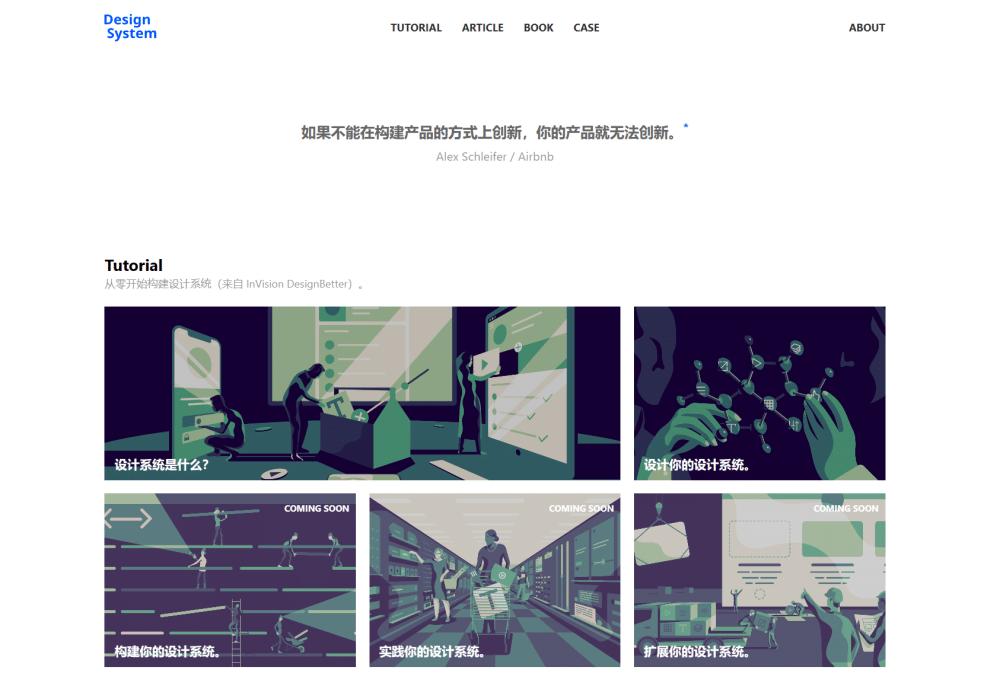 Design
System
TUTORIAL ARTICLE BOOK CASE ABOUT
如果不能在构建产品的方式上创新，你的产品就无法创新。*
Alex Schleifer / Airbnb
Tutorial
从零开始构建设计系统（来自 InVision DesignBetter）。
设计系统是什么？
设计你的设计系统。
COMING SOON
构建你的设计系统。
COMING SOON
实践你的设计系统。
COMING SOON
扩展你的设计系统。